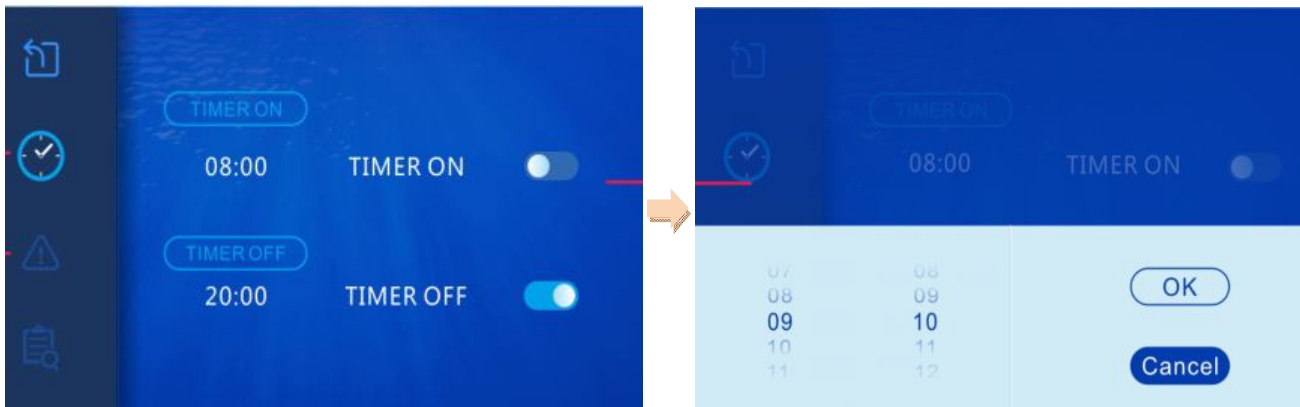 TIMER ON
08:00 TIMER ON
TIMER OFF
20:00 TIMER OFF
TIMER ON
08:00 TIMER ON
07 08
08 09
09 10
10 11
11 12
OK
Cancel